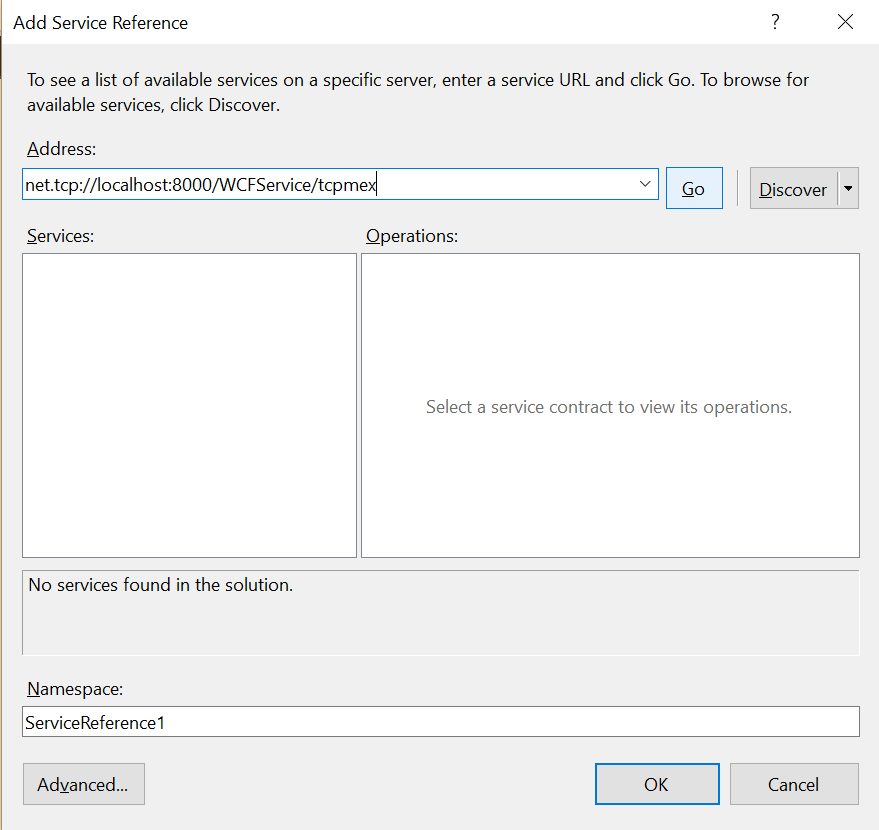 Add Service Reference
?
To see a list of available services on a specific server, enter a service URL and click Go. To browse for
available services, click Discover.
Address:
net.tcp://localhost:8000/WCFService/tcpmex
Go
Discover
Services:
Operations:
Select a service contract to view its operations.
No services found in the solution.
Namespace:
ServiceReference1
Advanced...
OK
Cancel